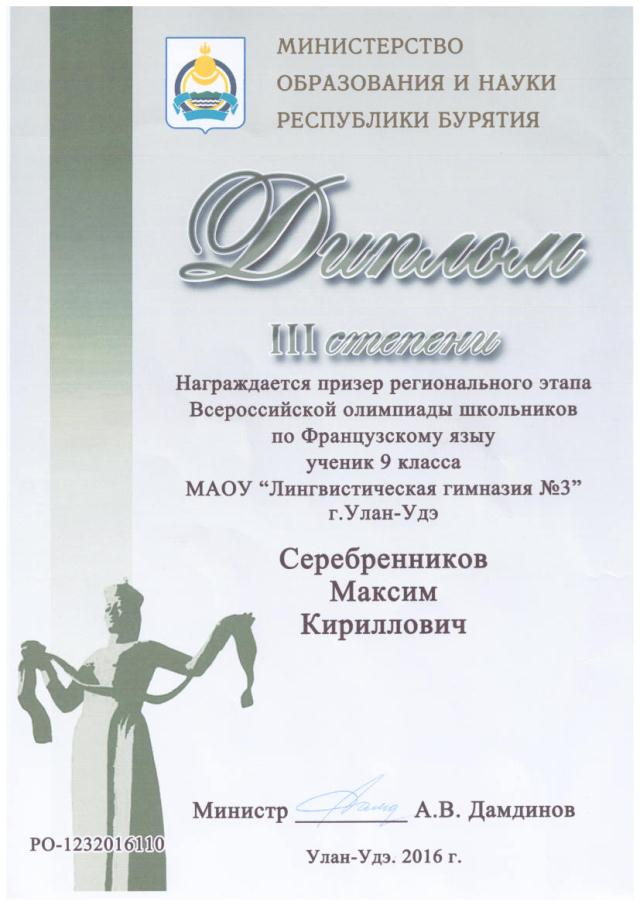 МИНИСТЕРСТВО
ОБРАЗОВАНИЯ И НАУКИ
РЕСПУБЛИКИ БУРЯТИЯ
Диплом
III степени
Награждается призер регионального этапа
Всероссийской олимпиады школьников
по Французскому языу
ученик 9 класса
МАОУ “Лингвистическая гимназия №3”
г.Улан-Удэ
Серебренников
Максим
Кириллович
Министр ________ А.В. Дамдинов
РО-1232016110
Улан-Удэ. 2016 г.